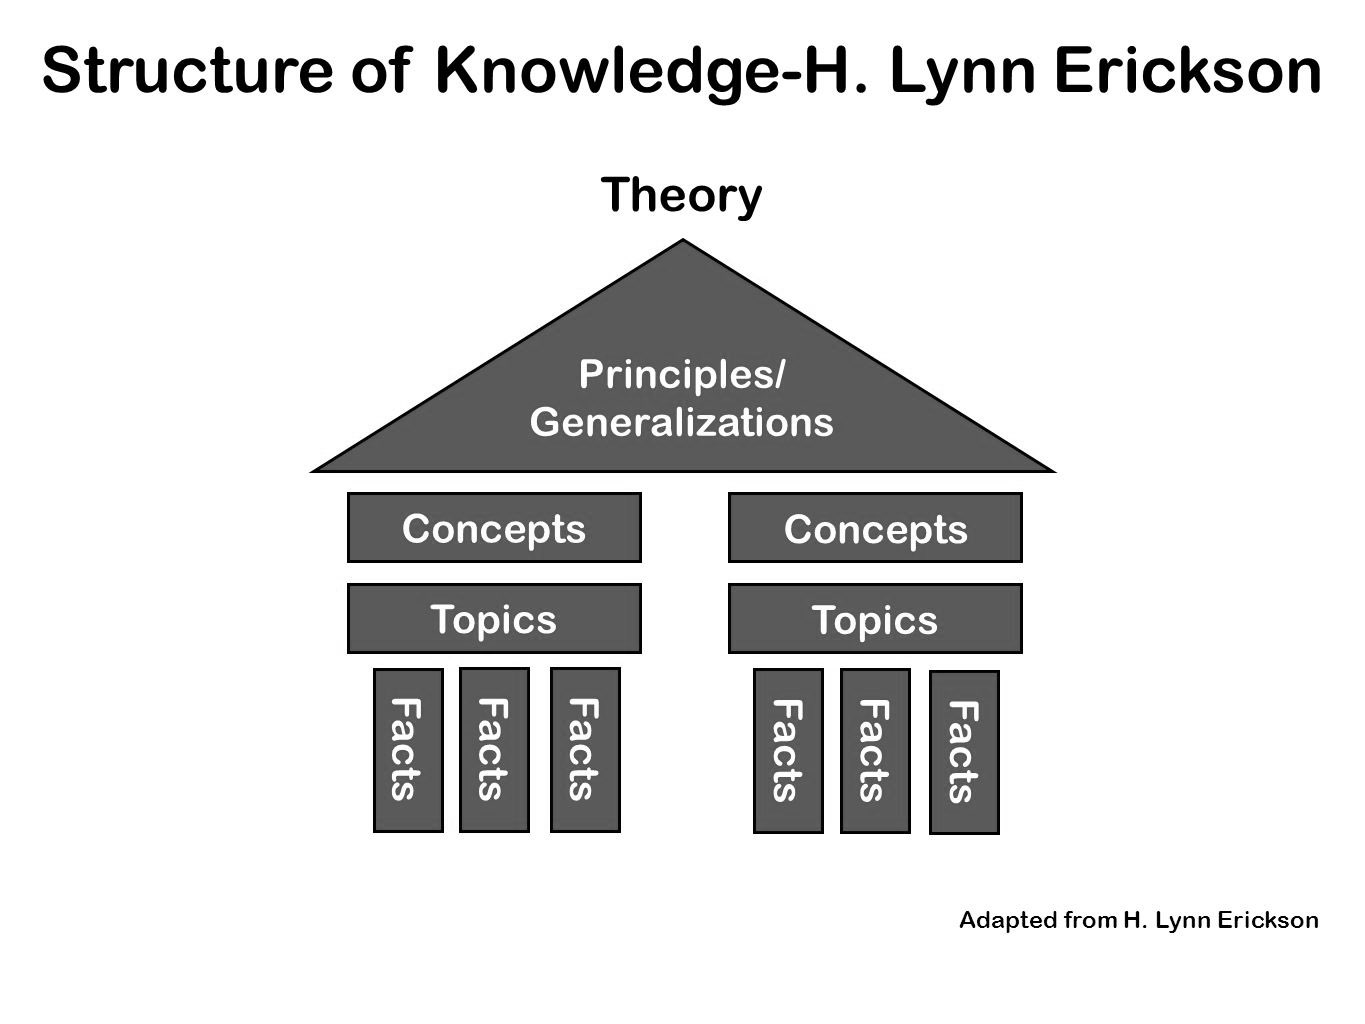 Structure of Knowledge-H. Lynn Erickson
Theory
Principles/
Generalizations
Concepts
Concepts
Topics
Topics
Facts
Facts
Facts
Facts
Facts
Facts
Adapted from H. Lynn Erickson